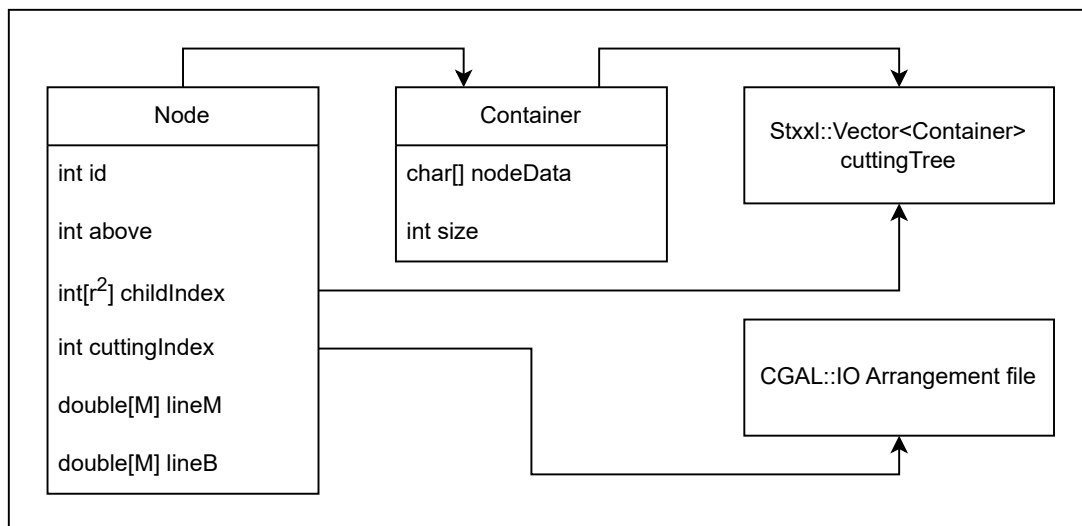 Node
int id
int above
int[r²] childIndex
int cuttingIndex
double[M] lineM
double[M] lineB
Container
char[] nodeData
int size
Stxxl::Vector<Container>
cuttingTree
CGAL::IO Arrangement file